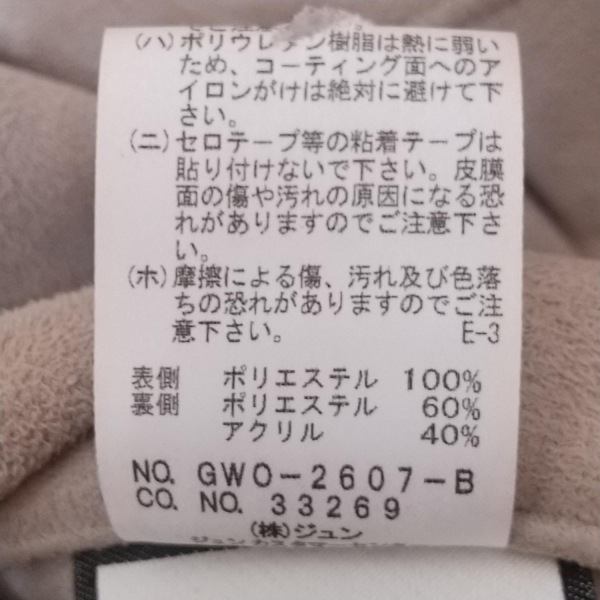 (ハ)ポリウレタン樹脂は熱に弱い
ため、コーティング面へのア
イロンがけは絶対に避けて下
さい。
(ニ)セロテープ等の粘着テープは
貼り付けないで下さい。皮膜
面の傷や汚れの原因になる恐
れがありますのでご注意下さ
い。
(ホ)摩擦による傷、汚れ及び色落
ちの恐れがありますのでご注
意下さい。 E-3
表側 ポリエステル 100%
裏側 ポリエステル 60%
アクリル 40%
NO. GWO-2607-B
CO. NO. 33269
(株)ジュン